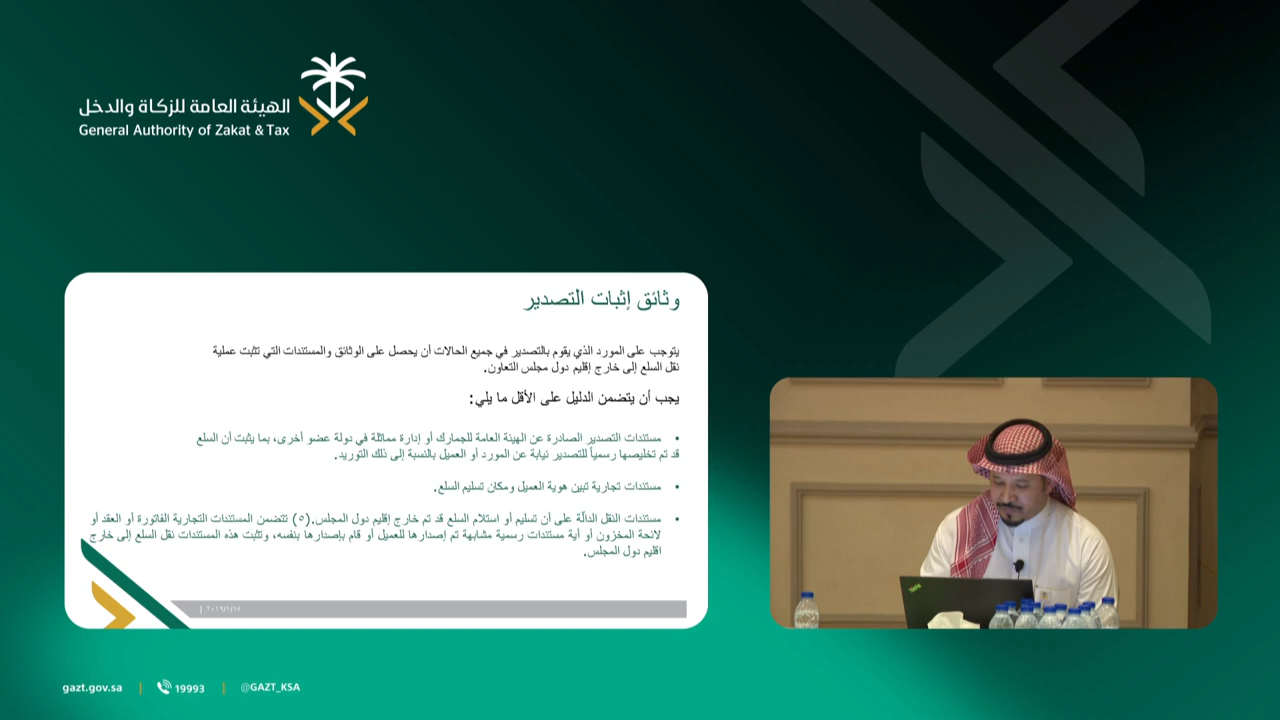 الهيئة العامة للزكاة والدخل
General Authority of Zakat & Tax
وثائق إثبات التصدير
يتوجب على المورد الذي يقوم بالتصدير في جميع الحالات أن يحصل على الوثائق والمستندات التي تثبت عملية
نقل السلع إلى خارج إقليم دول مجلس التعاون.
يجب أن يتضمن الدليل على الأقل ما يلي:
• مستندات التصدير الصادرة عن الهيئة العامة للجمارك أو إدارة مماثلة في دولة عضو أخرى، بما يثبت أن السلع
قد تم تخليصها رسمياً للتصدير نيابة عن المورد أو العميل بالنسبة إلى ذلك التوريد.
• مستندات تجارية تبين هوية العميل ومكان تسليم السلع.
• مستندات النقل الدالّة على أن تسليم أو استلام السلع قد تم خارج إقليم دول المجلس.(٥) تتضمن المستندات التجارية الفاتورة أو العقد أو
لائحة المخزون أو أية مستندات رسمية مشابهة تم إصدارها للعميل أو قام بإصدارها بنفسه، وتثبت هذه المستندات نقل السلع إلى خارج
اقليم دول المجلس.
٢٠١٩/١/١٥ |
gazt.gov.sa | 19993 | @GAZT_KSA